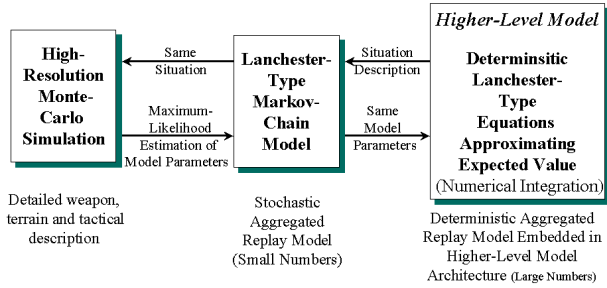 High-
Resolution
Monte-
Carlo
Simulation
Same
Situation
Maximum-
Likelihood
Estimation of
Model Parameters
Lanchester-
Type
Markov-
Chain
Model
Situation
Description
Same
Model
Parameters
Higher-Level Model
Determinsitic
Lanchester-
Type
Equations
Approximating
Expected Value
(Numerical Integration)
Detailed weapon,
terrain and tactical
description
Stochastic
Aggregated
Replay Model
(Small Numbers)
Deterministic Aggregated
Replay Model Embedded in
Higher-Level Model
Architecture (Large Numbers)